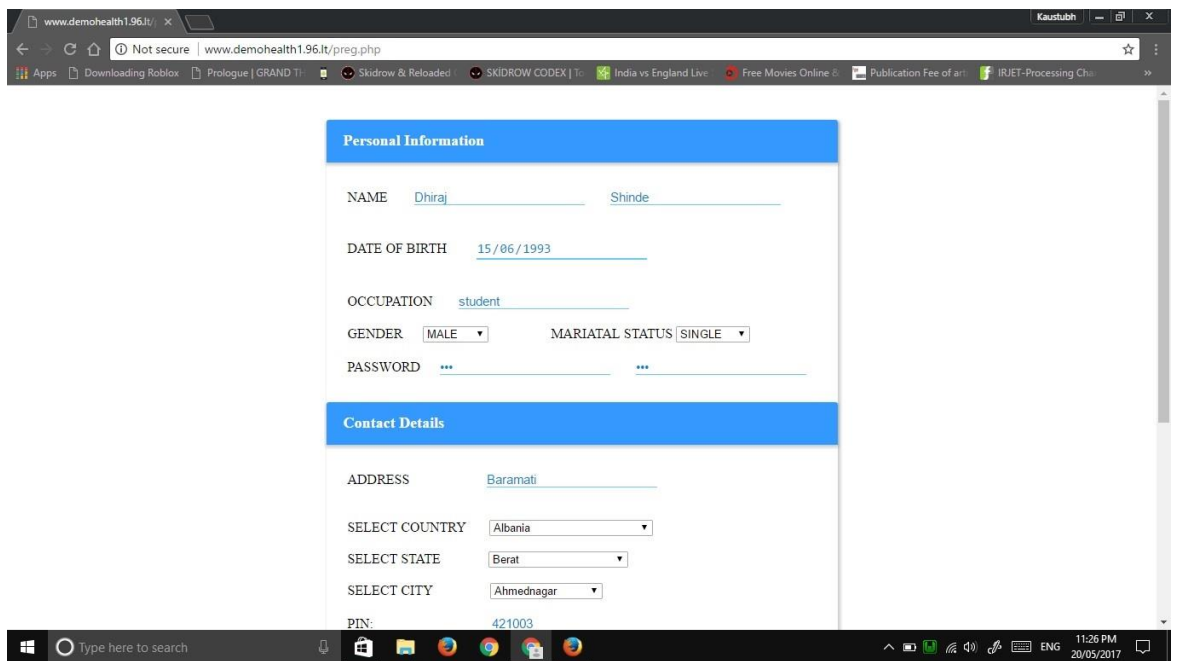 www.demohealth1.96.lt/ Kaustubh
Not secure www.demohealth1.96.lt/preg.php
Apps Downloading Roblox Prologue | GRAND TH Skidrow & Reloaded SKIDROW CODEX | To India vs England Live Free Movies Online & Publication Fee of arti IRJET-Processing Cha
Personal Information
NAME Dhiraj Shinde
DATE OF BIRTH 15/06/1993
OCCUPATION student
GENDER MALE MARIATAL STATUS SINGLE
PASSWORD ••• •••
Contact Details
ADDRESS Baramati
SELECT COUNTRY Albania
SELECT STATE Berat
SELECT CITY Ahmednagar
PIN: 421003
Type here to search ENG 11:26 PM
20/05/2017